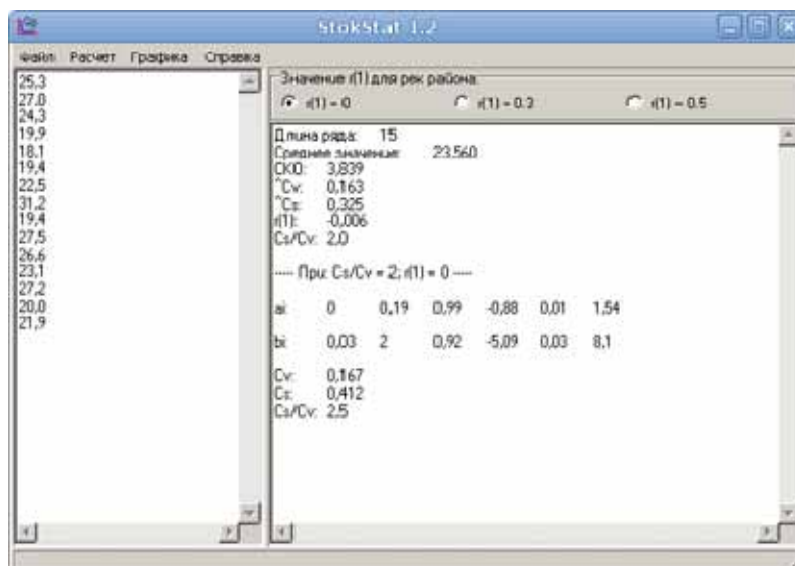 StokStat 1.2
Файл Расчет Графика Справка
25,3
27,0
24,3
19,9
18,1
19,4
22,5
31,2
19,4
27,5
26,6
23,1
27,2
20,0
21,9
Значение r(1) для рек района
r(1) = 0 r(1) = 0.3 r(1) = 0.5
Длина ряда: 15
Среднее значение: 23,560
СКО: 3,839
^Cv: 0,163
^Cs: 0,325
r(1): -0,006
Cs/Cv: 2,0
---- При: Cs/Cv = 2; r(1) = 0 ----
ai: 0 0,19 0,99 -0,88 0,01 1,54
bi: 0,03 2 0,92 -5,09 0,03 8,1
Cv: 0,167
Cs: 0,412
Cs/Cv: 2,5